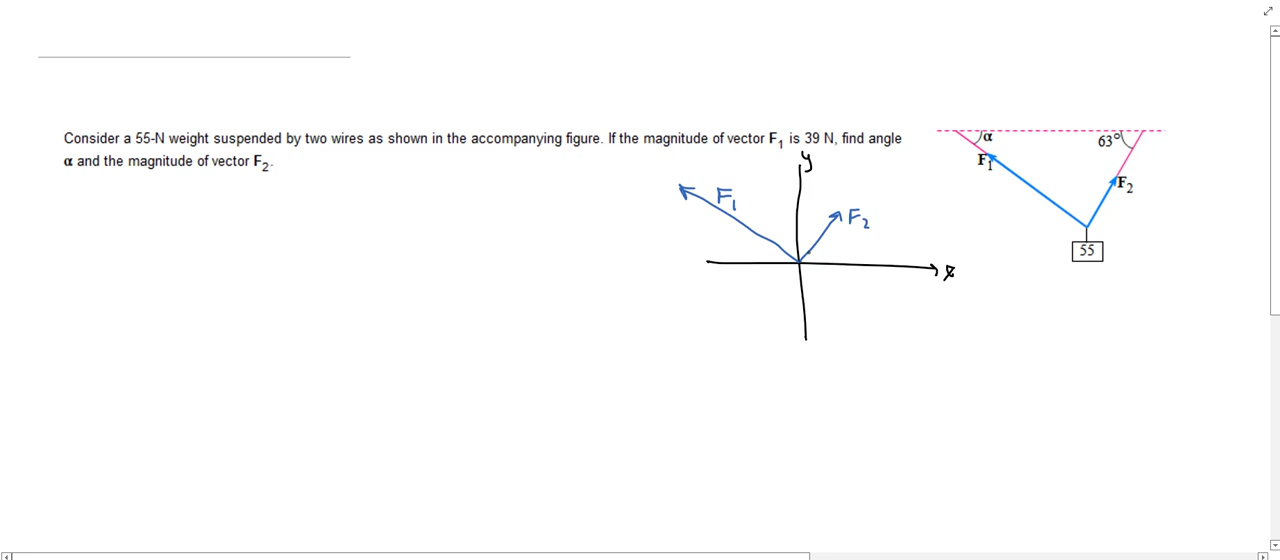 Consider a 55-N weight suspended by two wires as shown in the accompanying figure. If the magnitude of vector F₁ is 39 N, find angle
α and the magnitude of vector F₂.
y
F₁
F₂
x
α
63°
F₁
F₂
55